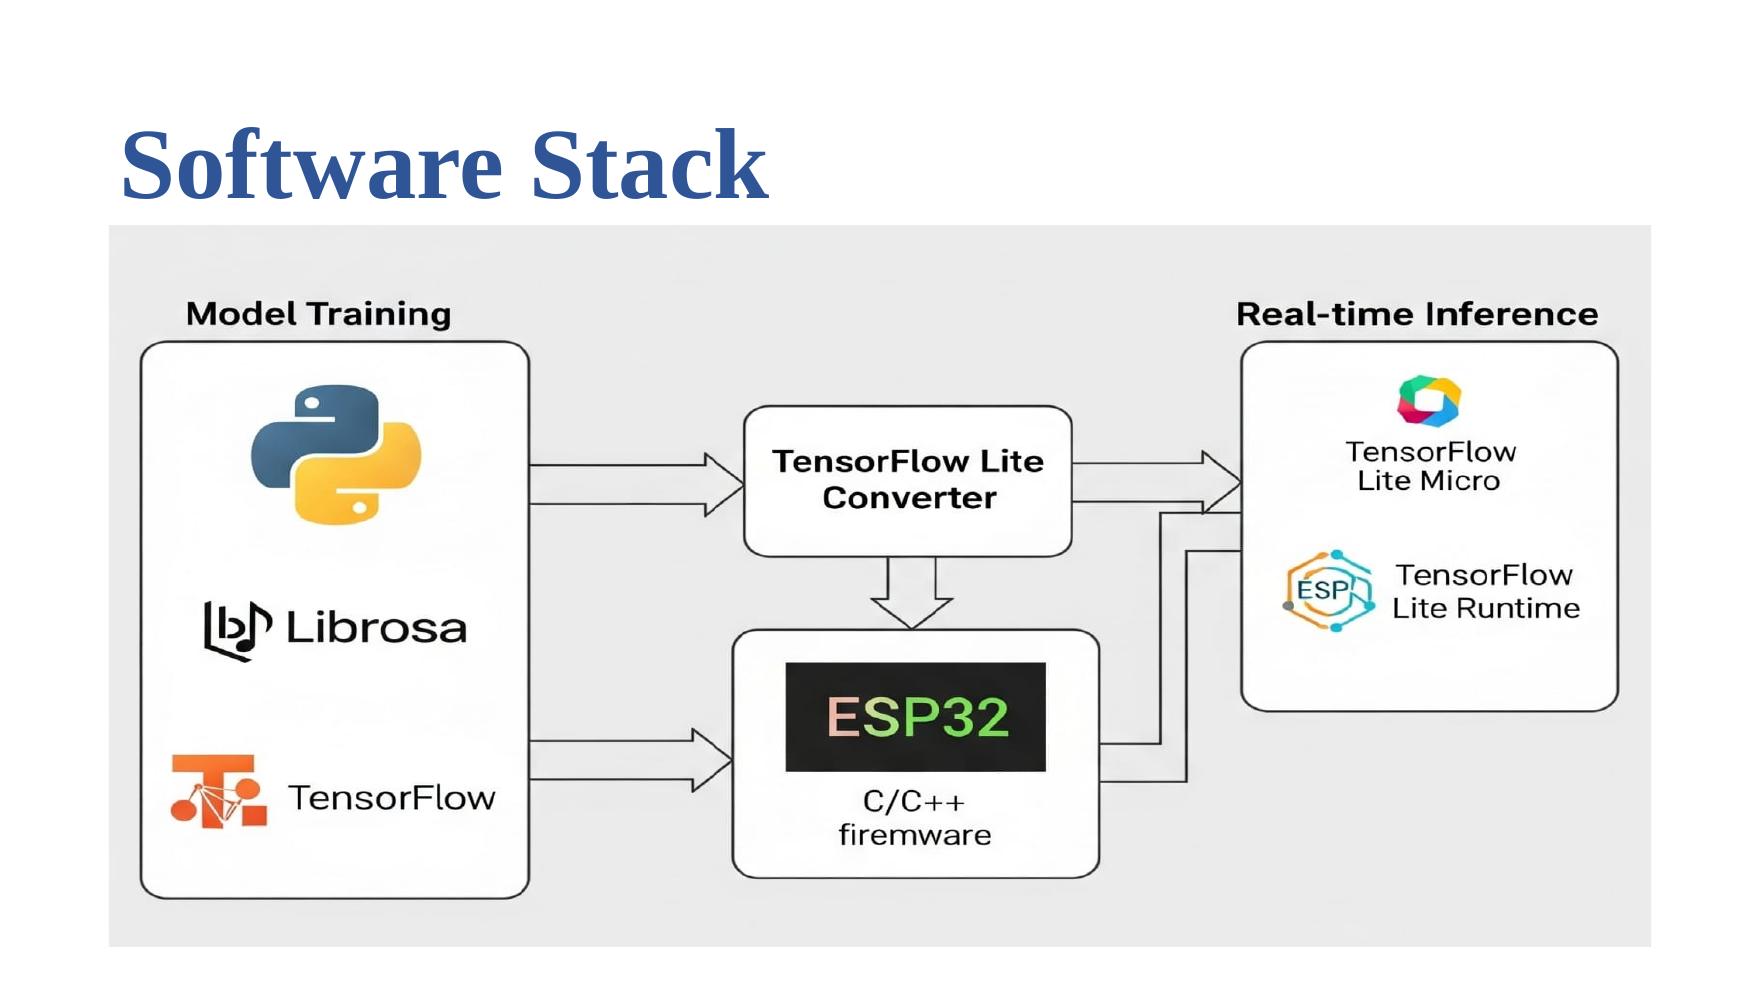 Software Stack
Model Training
Librosa
TensorFlow
TensorFlow Lite
Converter
ESP32
C/C++
firemware
Real-time Inference
TensorFlow
Lite Micro
ESP
TensorFlow
Lite Runtime